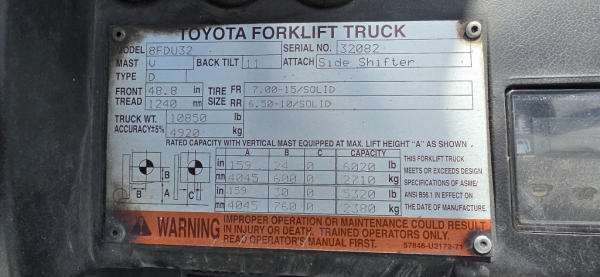 TOYOTA FORKLIFT TRUCK
MODEL 8FDU32 SERIAL NO. 32082
MAST V BACK TILT 11 ATTACH Side Shifter
TYPE D
FRONT 48.8 in TIRE FR 7.00-15/SOLID
TREAD 1240 mm SIZE RR 6.50-10/SOLID
TRUCK WT. 10850 lb
ACCURACY±5% 4920 kg
RATED CAPACITY WITH VERTICAL MAST EQUIPPED AT MAX. LIFT HEIGHT "A" AS SHOWN.
A B C CAPACITY
in 159 24 0 6020 lb
mm 4045 600 0 2710 kg
in 159 30 0 5320 lb
mm 4045 760 0 2380 kg
B A B C
THIS FORKLIFT TRUCK
MEETS OR EXCEEDS DESIGN
SPECIFICATIONS OF ASME/
ANSI B56.1 IN EFFECT ON
THE DATE OF MANUFACTURE.
WARNING
IMPROPER OPERATION OR MAINTENANCE COULD RESULT
IN INJURY OR DEATH. TRAINED OPERATORS ONLY.
READ OPERATOR'S MANUAL FIRST.
57846-U2172-71